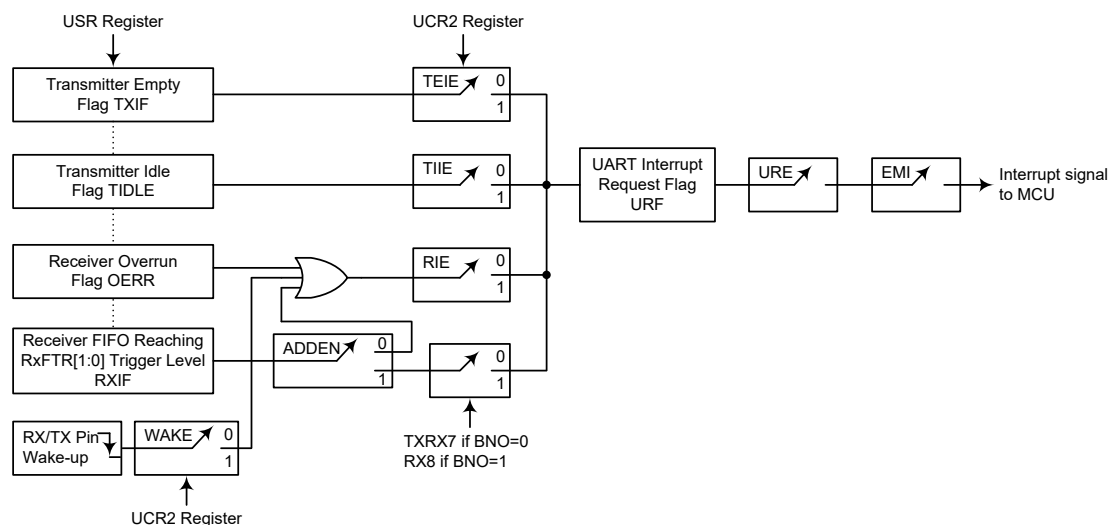 USR Register
UCR2 Register
Transmitter Empty
Flag TXIF
TEIE
0
1
Transmitter Idle
Flag TIDLE
TIIE
0
1
UART Interrupt
Request Flag
URF
URE
EMI
Interrupt signal
to MCU
Receiver Overrun
Flag OERR
RIE
0
1
Receiver FIFO Reaching
RxFTR[1:0] Trigger Level
RXIF
ADDEN
0
1
0
1
TXRX7 if BNO=0
RX8 if BNO=1
RX/TX Pin
Wake-up
WAKE
0
1
UCR2 Register